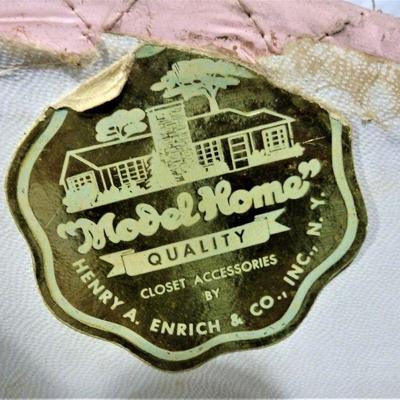 "Model Home"
QUALITY
CLOSET ACCESSORIES
BY
HENRY A. ENRICH & CO., INC., N. Y.